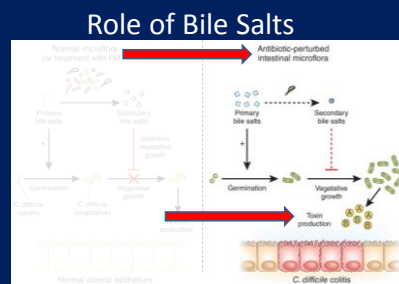 Role of Bile Salts
Normal microflora
(or treatment with FM
Primary
bile salts
Secondary
bile salts
+
Inhibition
vegetative
growth
Germination
Vegetative
growth
C. difficile
(spore)
C. difficile
(vegetative)
production
Normal colonic epithelium
Antibiotic-perturbed
intestinal microflora
Primary
bile salts
Secondary
bile salts
+
Germination
Vegetative
growth
Toxin
production
A
B
A
B
B
C. difficile colitis